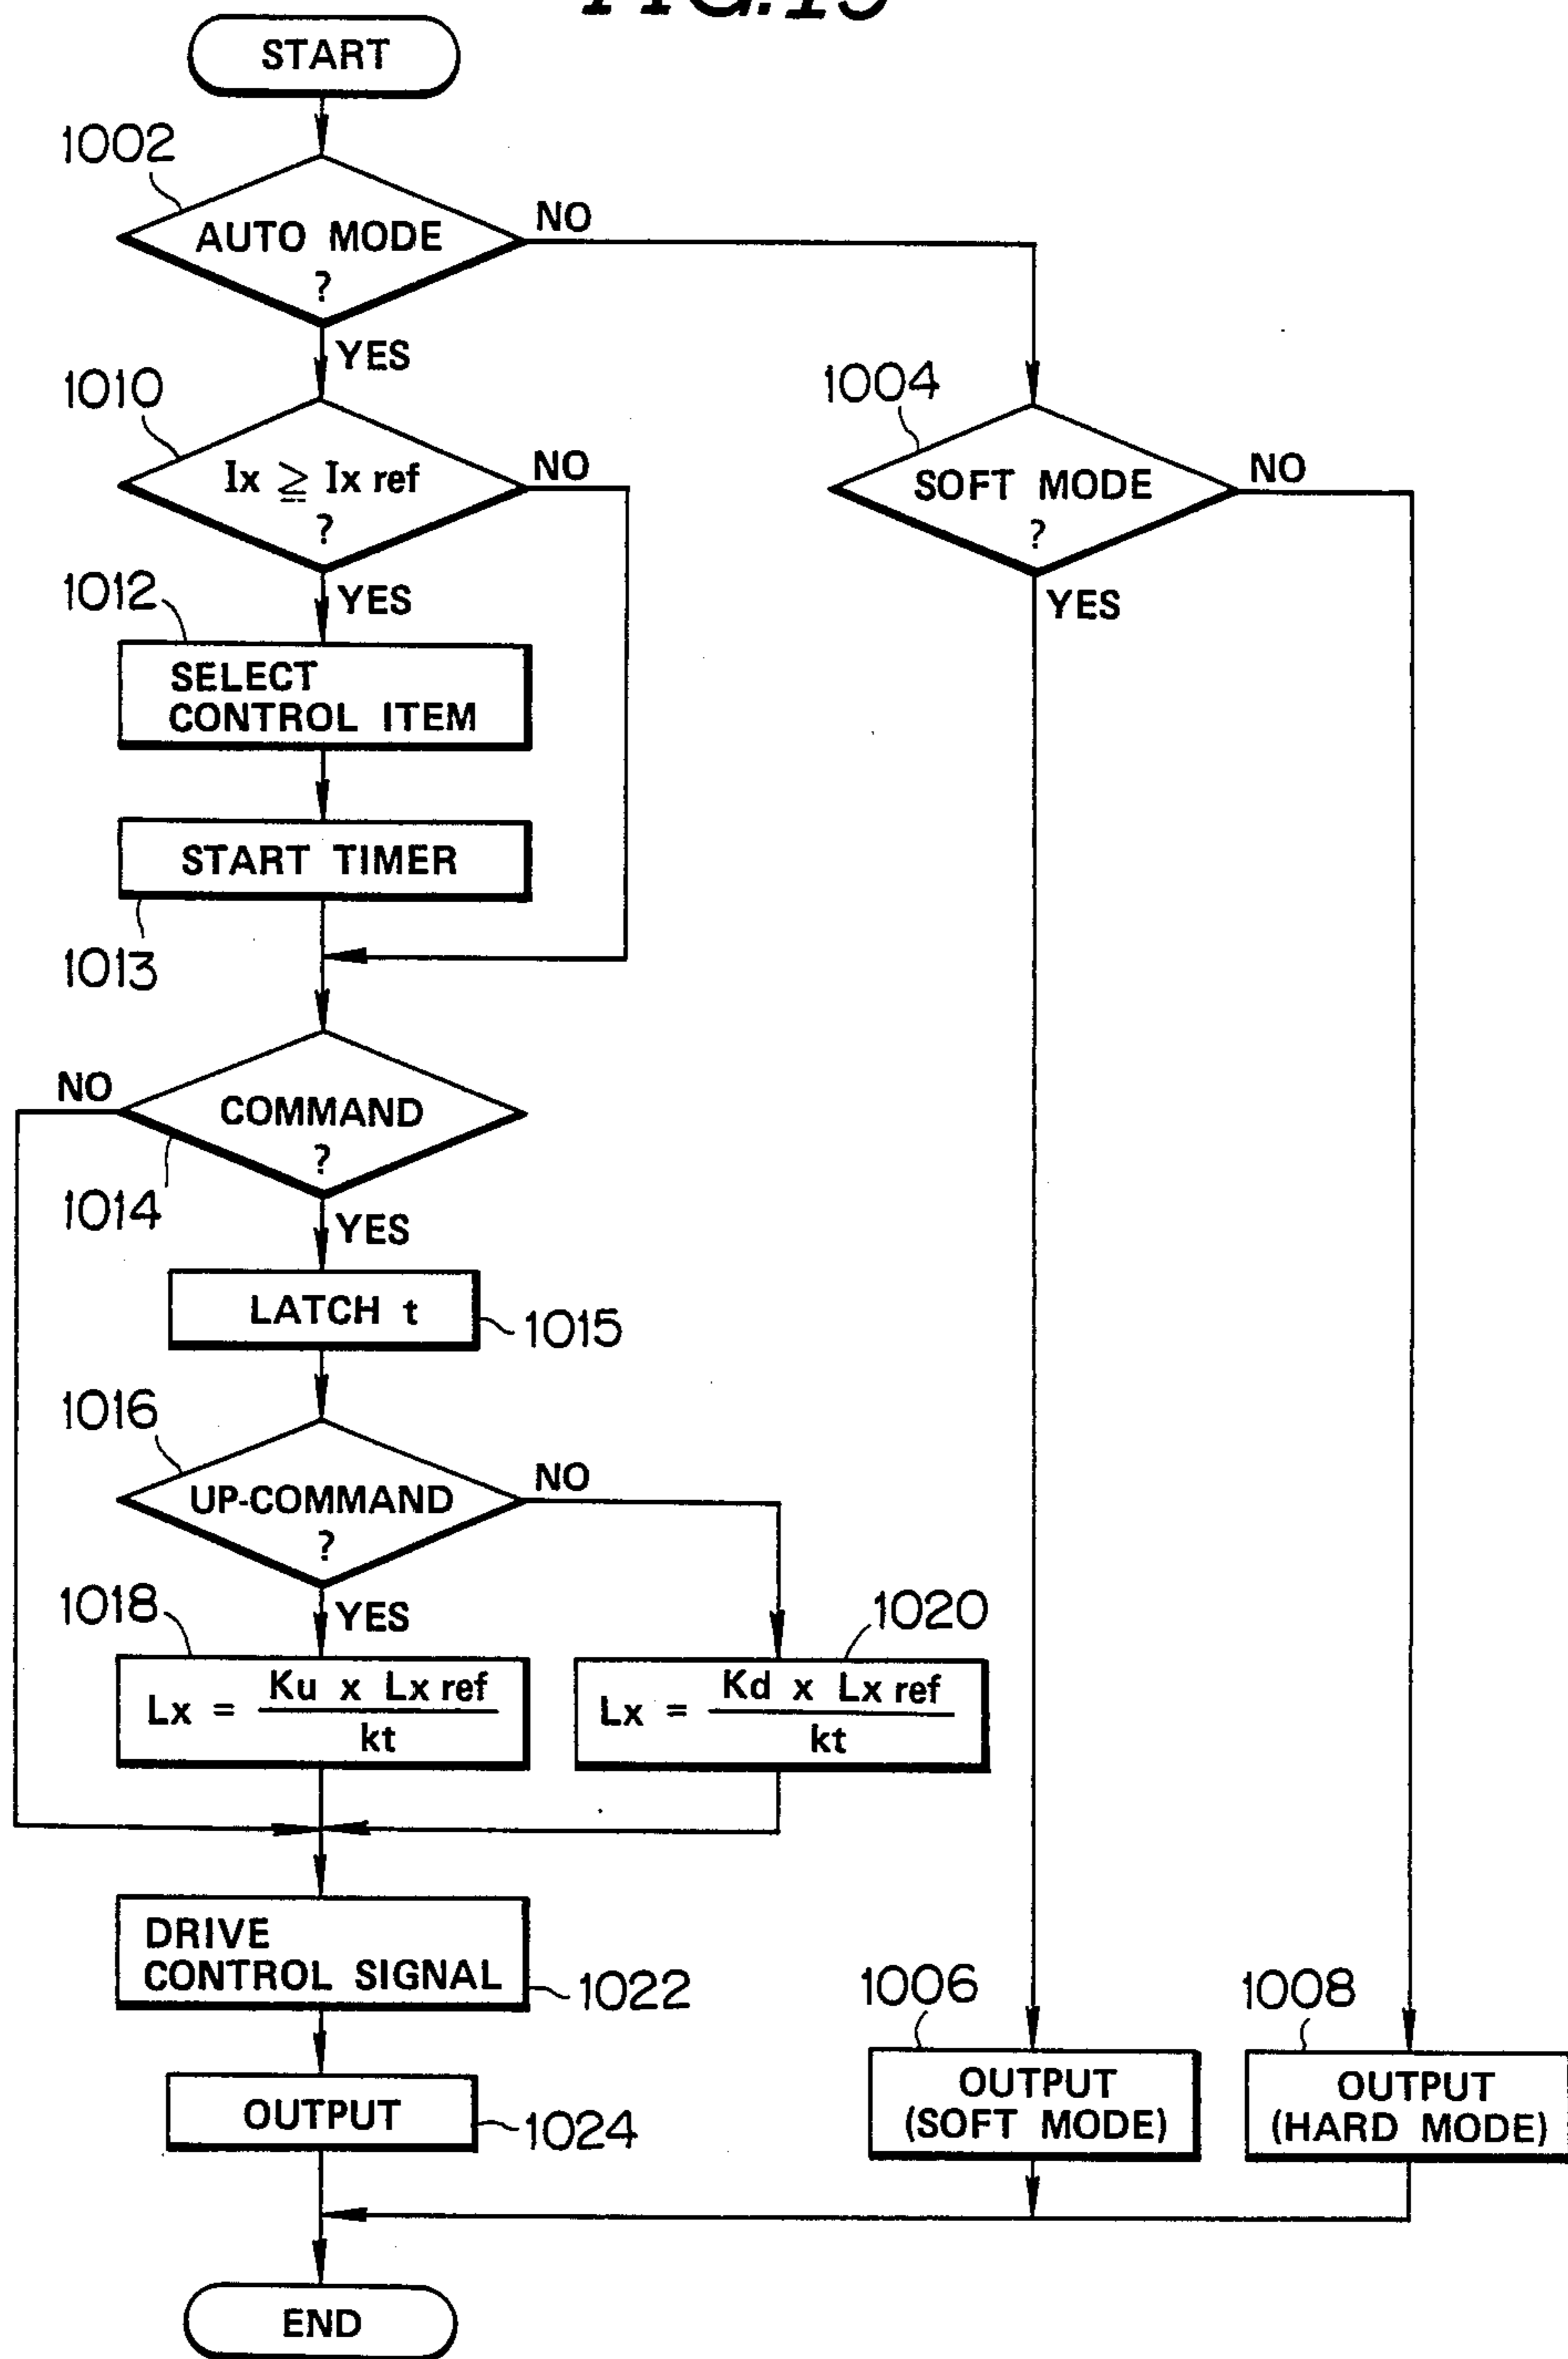 START
1002
AUTO MODE
?
NO
YES
1010
Ix ≧ Ix ref
?
NO
YES
1004
SOFT MODE
?
NO
YES
1012
SELECT
CONTROL ITEM
START TIMER
1013
NO
COMMAND
?
1014
YES
LATCH t
1015
1016
UP-COMMAND
?
NO
YES
1018
Lx = Ku x Lx ref
kt
1020
Lx = Kd x Lx ref
kt
DRIVE
CONTROL SIGNAL
1022
OUTPUT
1024
1006
OUTPUT
(SOFT MODE)
1008
OUTPUT
(HARD MODE)
END